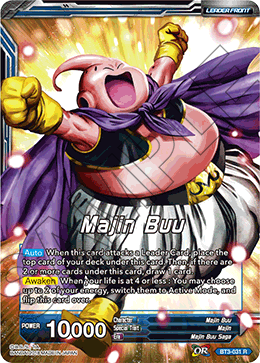 LEADER FRONT
Majin Buu
Auto When this card attacks a Leader Card, place the
top card of your deck under this card. Then, if there are
2 or more cards under this card, draw 1 card.
Awaken When your life is at 4 or less : You may choose
up to 2 of your energy, switch them to Active Mode, and
flip this card over.
POWER 10000
Character Majin Buu
Special Trait Majin
Era Majin Buu Saga
BT3-031 R